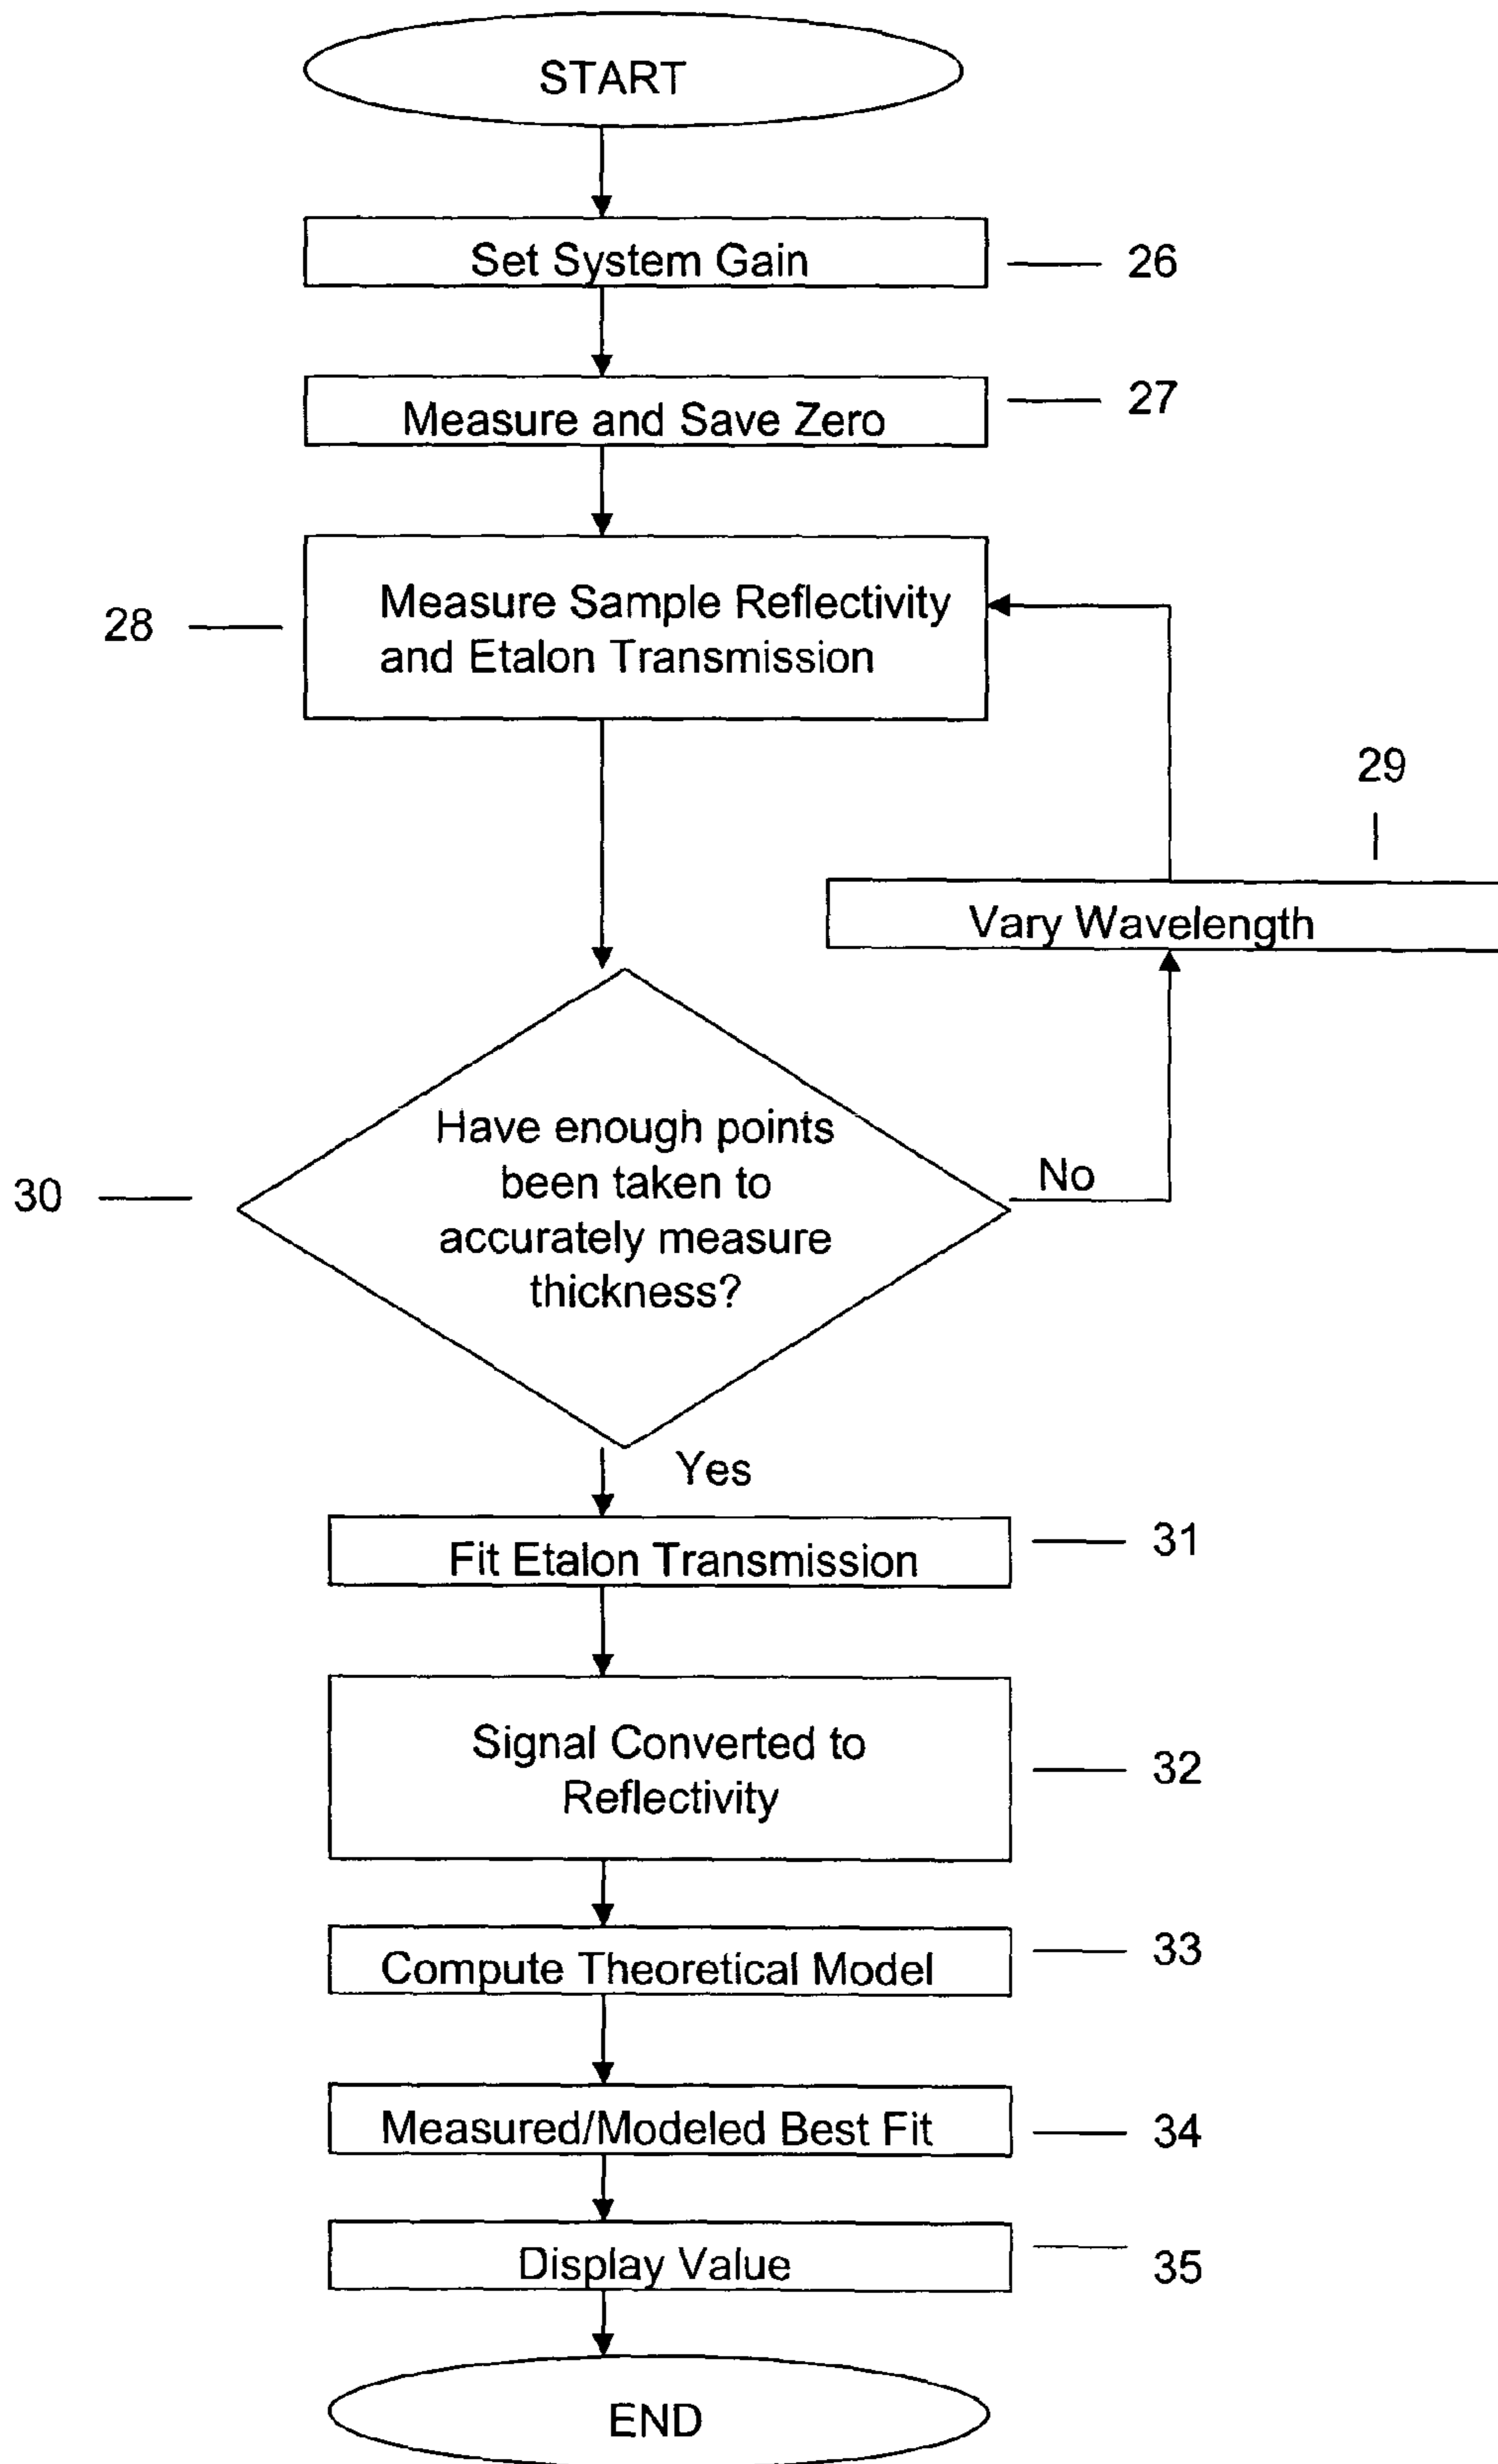 START
Set System Gain
26
Measure and Save Zero
27
28
Measure Sample Reflectivity
and Etalon Transmission
29
Vary Wavelength
30
Have enough points
been taken to
accurately measure
thickness?
No
Yes
Fit Etalon Transmission
31
Signal Converted to
Reflectivity
32
Compute Theoretical Model
33
Measured/Modeled Best Fit
34
Display Value
35
END